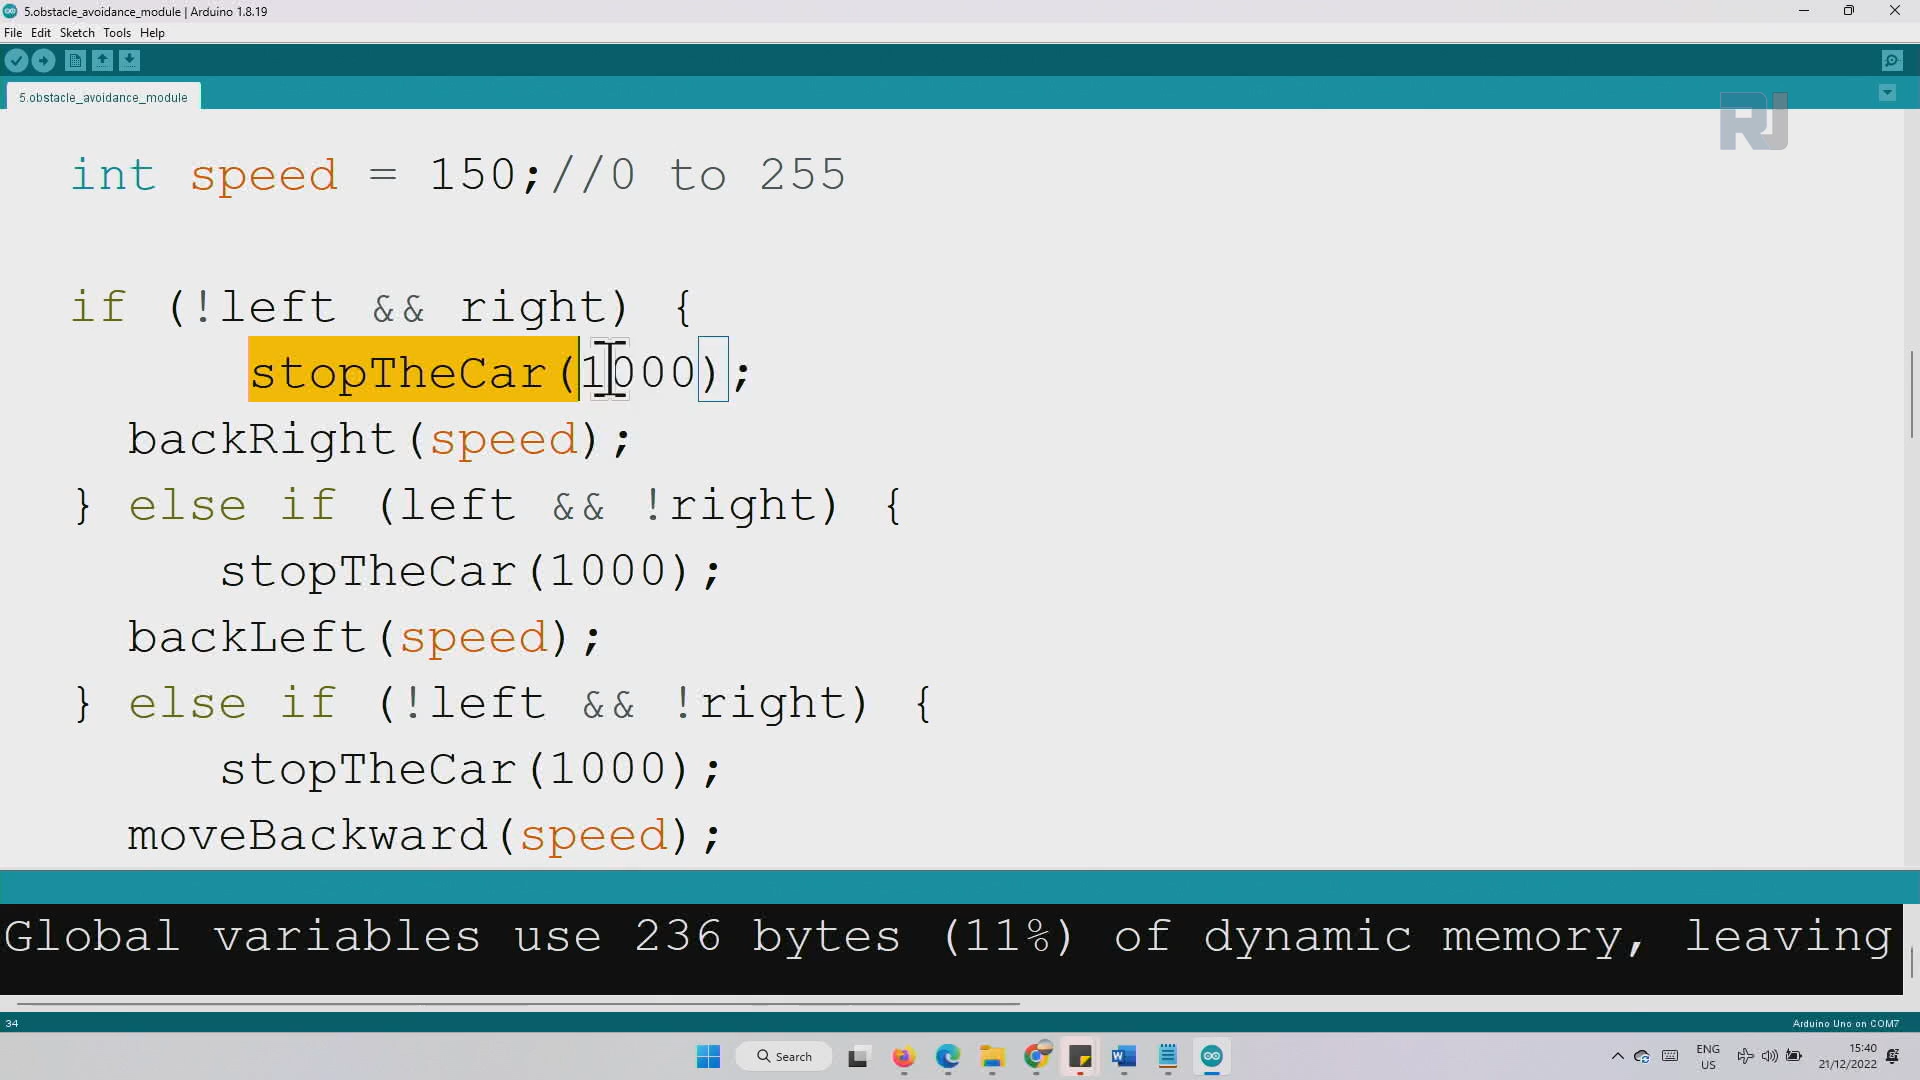 5.obstacle_avoidance_module | Arduino 1.8.19
File Edit Sketch Tools Help
5.obstacle_avoidance_module
RJ
int speed = 150;//0 to 255
if (!left && right) {
stopTheCar(1000);
backRight(speed);
} else if (left && !right) {
stopTheCar(1000);
backLeft(speed);
} else if (!left && !right) {
stopTheCar(1000);
moveBackward(speed);
Global variables use 236 bytes (11%) of dynamic memory, leaving
34
Arduino Uno on COM7
Search
ENG
US
15:40
21/12/2022